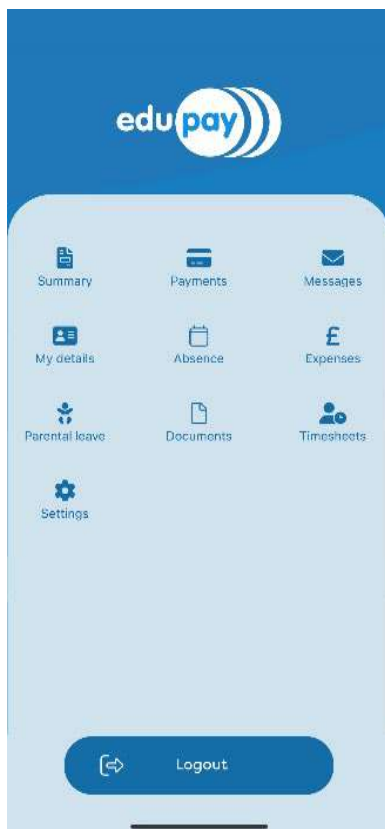 edupay
Summary Payments Messages
My details Absence Expenses
Parental leave Documents Timesheets
Settings
Logout